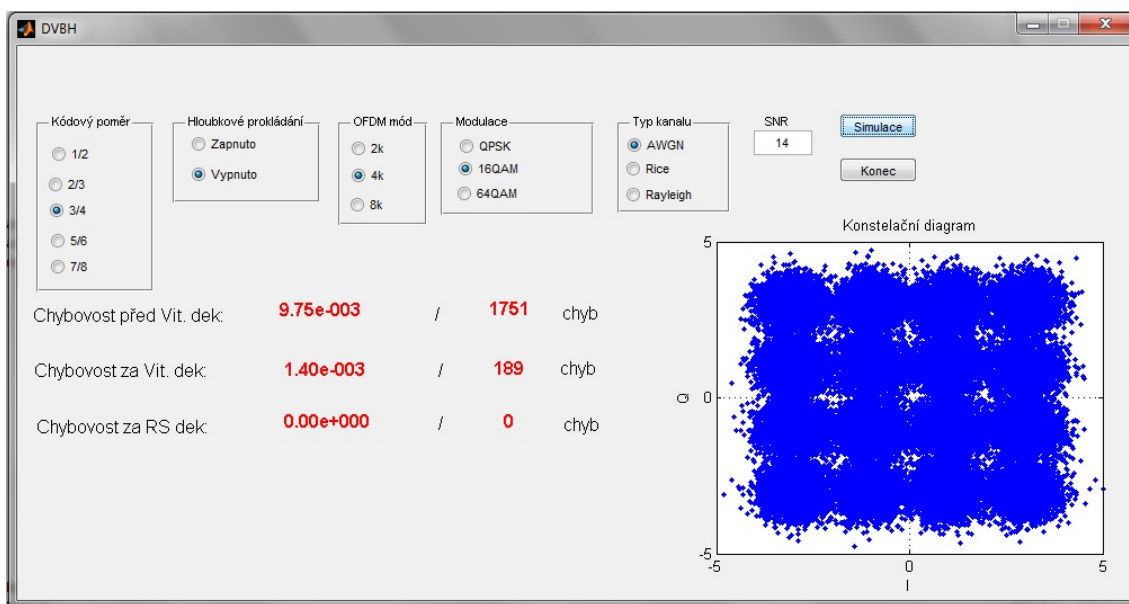 DVBH
Kódový poměr
1/2
2/3
3/4
5/6
7/8
Hloubkové prokládání
Zapnuto
Vypnuto
OFDM mód
2k
4k
8k
Modulace
QPSK
16QAM
64QAM
Typ kanalu
AWGN
Rice
Rayleigh
SNR
14
Simulace
Konec
Chybovost před Vit. dek: 9.75e-003 / 1751 chyb
Chybovost za Vit. dek: 1.40e-003 / 189 chyb
Chybovost za RS dek: 0.00e+000 / 0 chyb
Konstelační diagram
5
Q 0
-5
-5 0 5
I